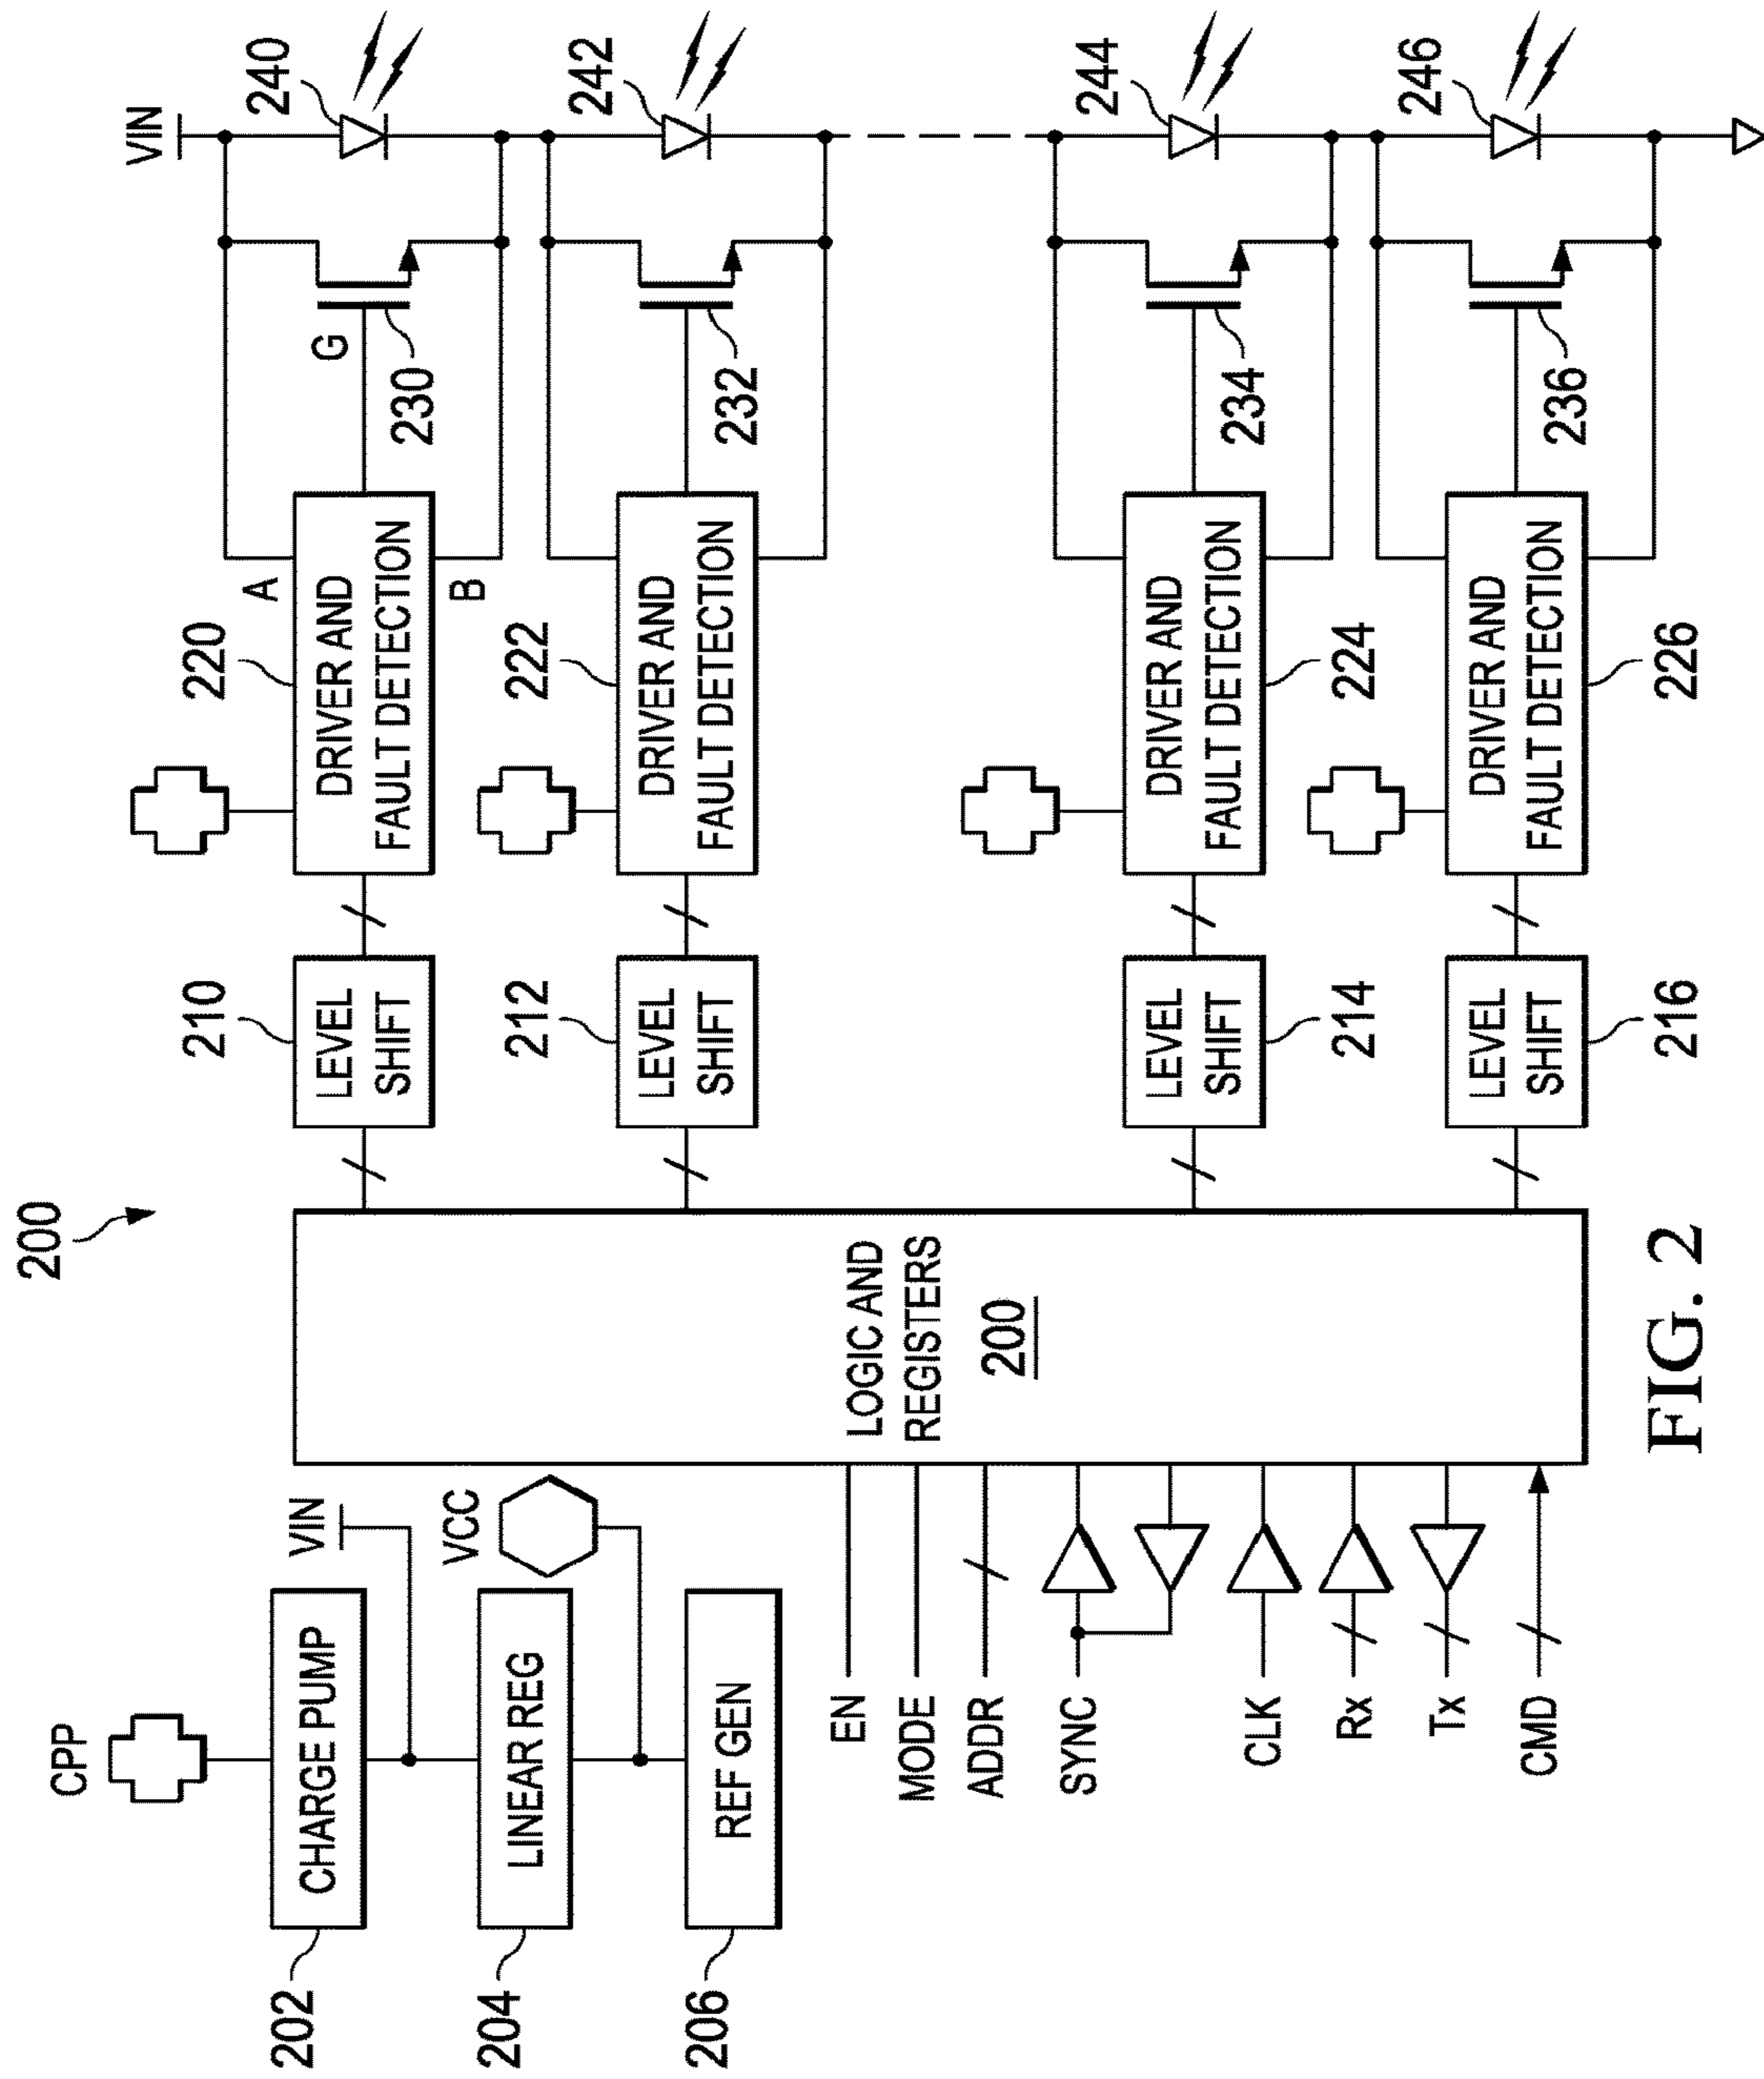 200
CPP
202
CHARGE PUMP
VIN
204
LINEAR REG
VCC
206
REF GEN
EN
MODE
ADDR
SYNC
CLK
Rx
Tx
CMD
LOGIC AND
REGISTERS
200
210
LEVEL
SHIFT
212
LEVEL
SHIFT
214
LEVEL
SHIFT
216
LEVEL
SHIFT
220
DRIVER AND
FAULT DETECTION
A
B
G
222
DRIVER AND
FAULT DETECTION
224
DRIVER AND
FAULT DETECTION
226
DRIVER AND
FAULT DETECTION
230
232
234
236
VIN
240
242
244
246
FIG. 2